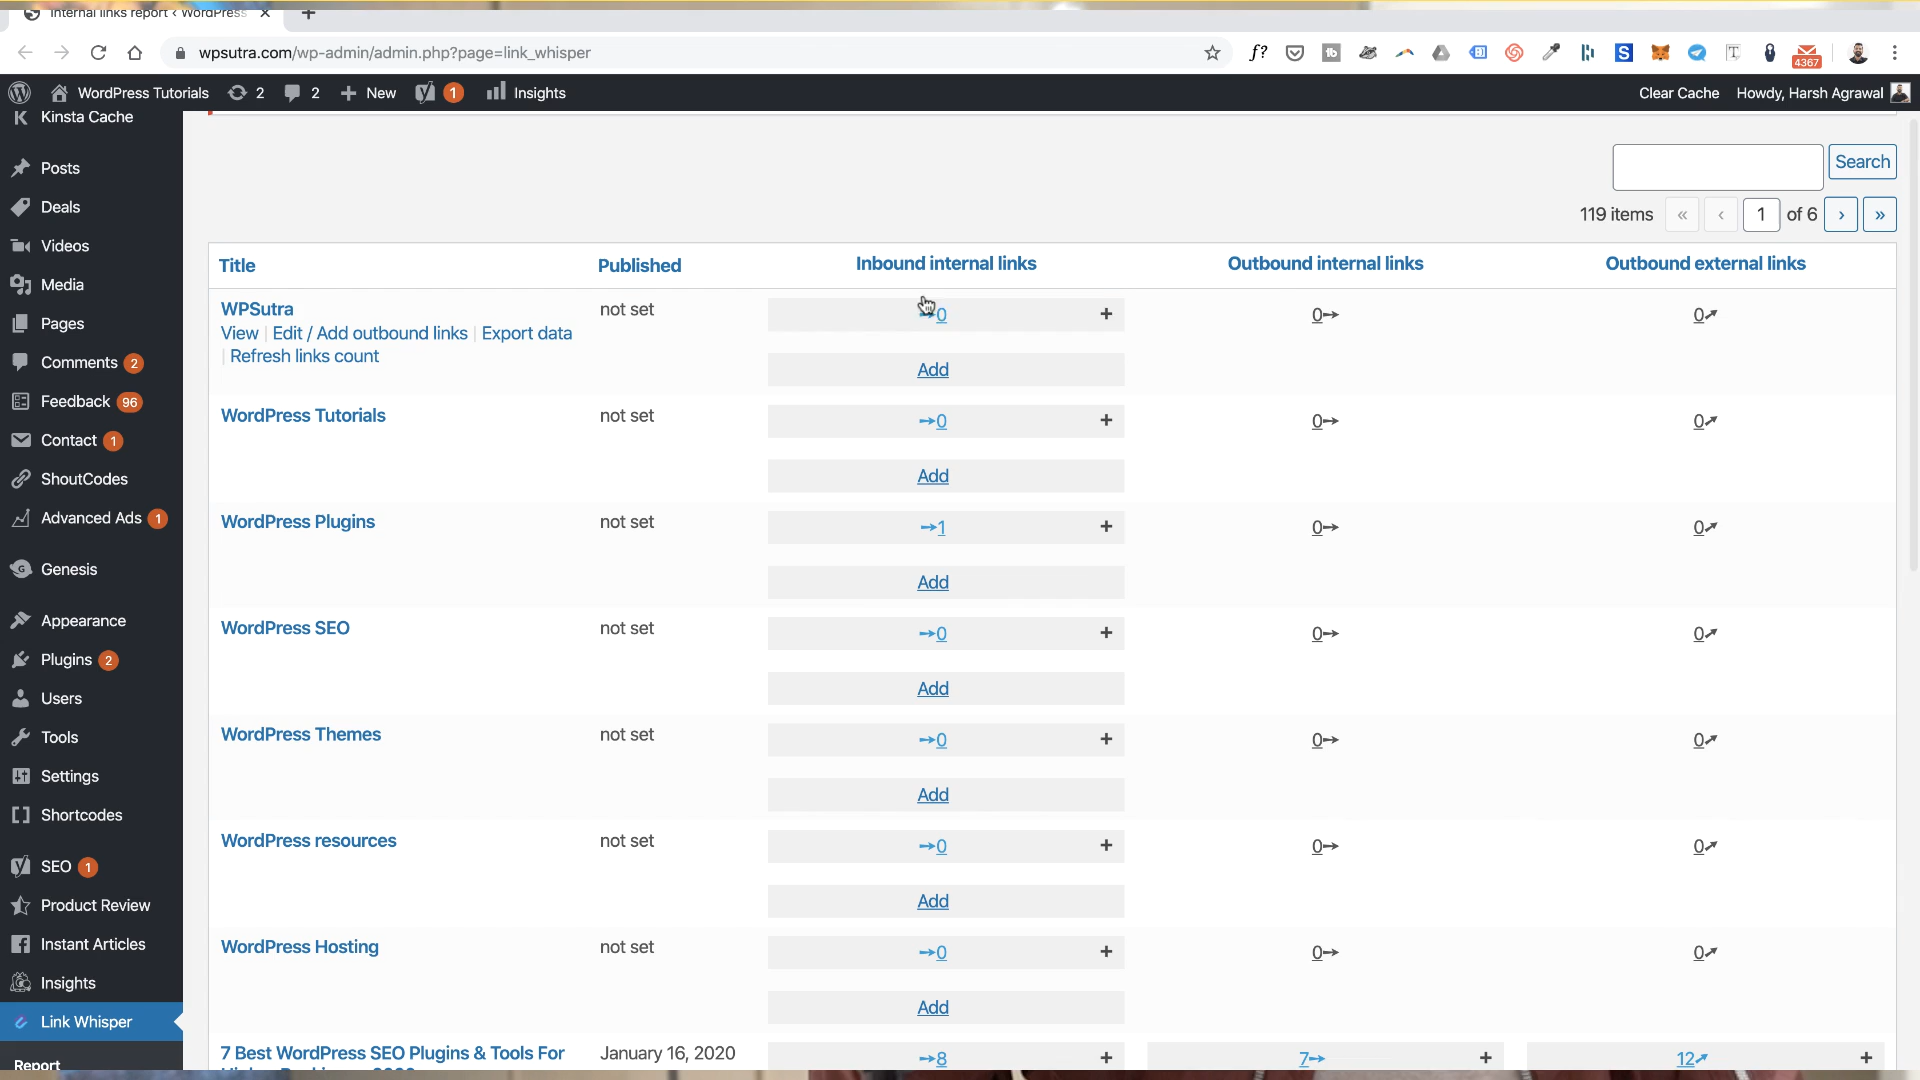 Internal links report ‹ WordPress
wpsutra.com/wp-admin/admin.php?page=link_whisper
f?
4367
WordPress Tutorials 2 2 New 1 Insights
Clear Cache Howdy, Harsh Agrawal
Kinsta Cache
Posts
Deals
Videos
Media
Pages
Comments 2
Feedback 96
Contact 1
ShoutCodes
Advanced Ads 1
Genesis
Appearance
Plugins 2
Users
Tools
Settings
Shortcodes
SEO 1
Product Review
Instant Articles
Insights
Link Whisper
Report
Search
119 items « ‹ 1 of 6 › »
Title Published Inbound internal links Outbound internal links Outbound external links
WPSutra not set 0 + 0 0
View | Edit / Add outbound links | Export data
| Refresh links count
Add
WordPress Tutorials not set 0 + 0 0
Add
WordPress Plugins not set 1 + 0 0
Add
WordPress SEO not set 0 + 0 0
Add
WordPress Themes not set 0 + 0 0
Add
WordPress resources not set 0 + 0 0
Add
WordPress Hosting not set 0 + 0 0
Add
7 Best WordPress SEO Plugins & Tools For January 16, 2020 8 + 7 + 12 +